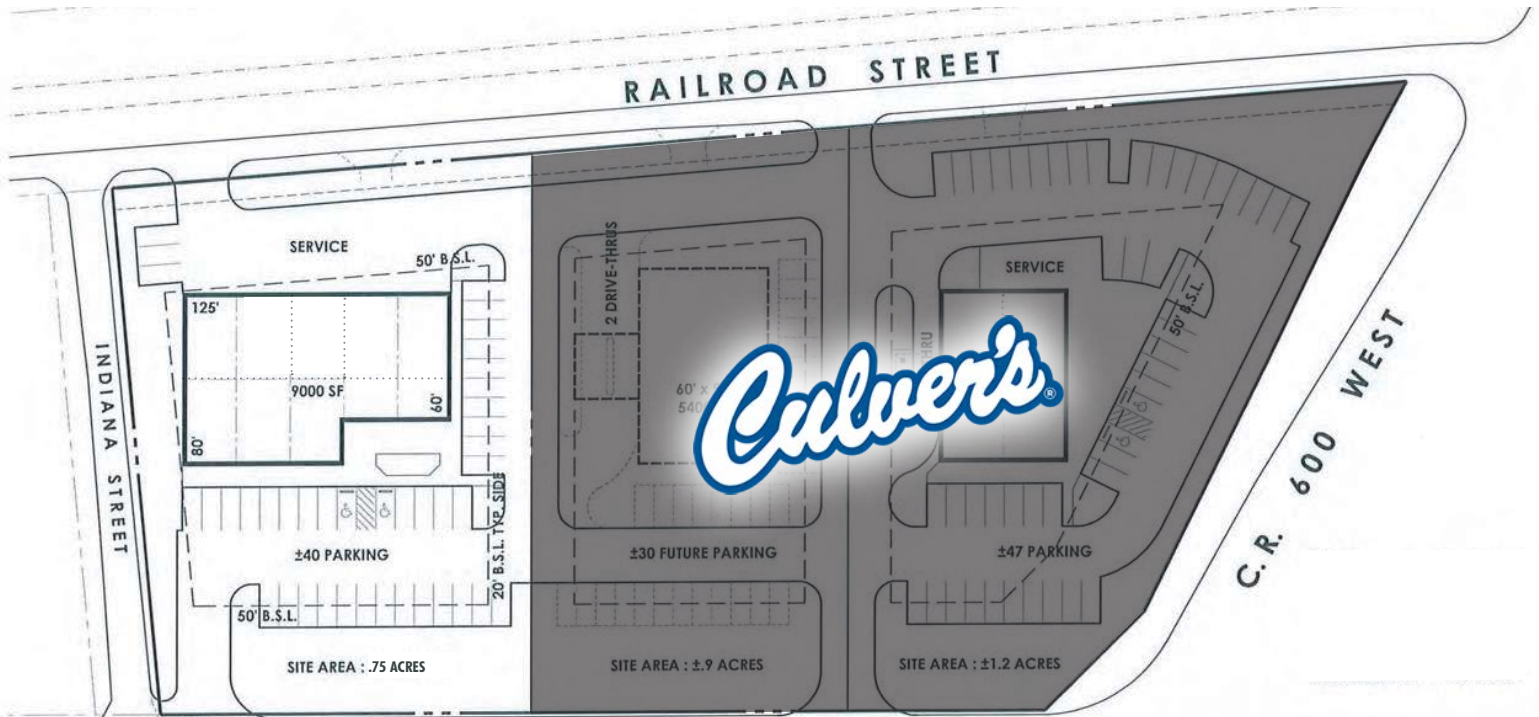 RAILROAD STREET
SERVICE
50' B.S.L.
125'
9000 SF
60'
80'
INDIANA STREET
±40 PARKING
20' B.S.L. TYP. SIDE
50' B.S.L.
SITE AREA : .75 ACRES
2 DRIVE-THRUS
60' x
Culver's®
±30 FUTURE PARKING
SITE AREA : ±.9 ACRES
SERVICE
50' B.S.L.
±47 PARKING
SITE AREA : ±1.2 ACRES
C.R. 600 WEST